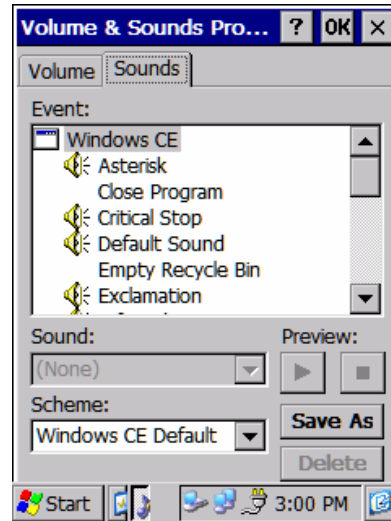 Volume & Sounds Pro... ? OK ×
Volume Sounds
Event:
Windows CE
Asterisk
Close Program
Critical Stop
Default Sound
Empty Recycle Bin
Exclamation
Sound: Preview:
(None)
Scheme:
Windows CE Default
Save As
Delete
Start 3:00 PM